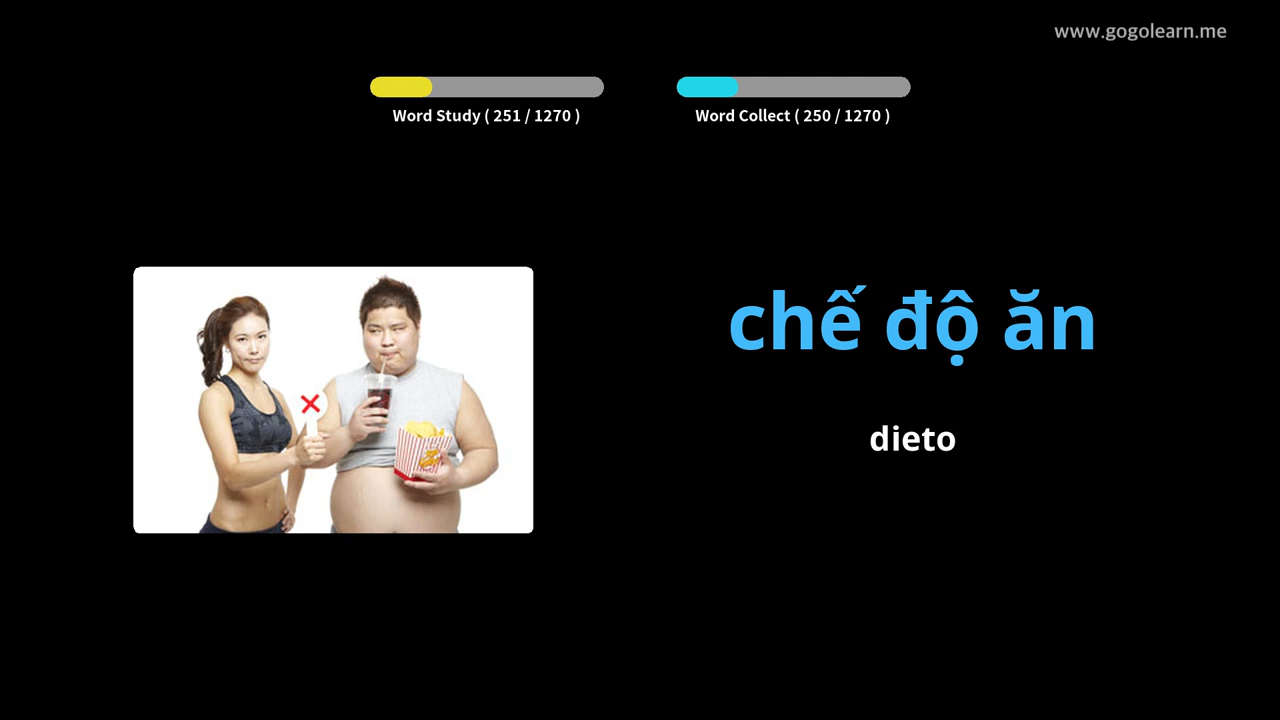 www.gogolearn.me
Word Study ( 251 / 1270 )
Word Collect ( 250 / 1270 )
chế độ ăn
dieto